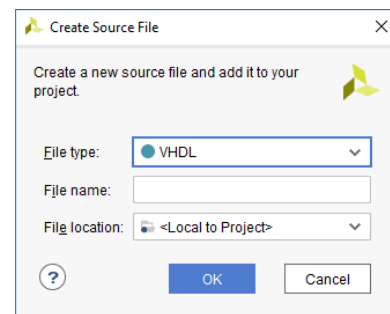 Create Source File
Create a new source file and add it to your
project.
File type: VHDL
File name:
File location: <Local to Project>
? OK Cancel